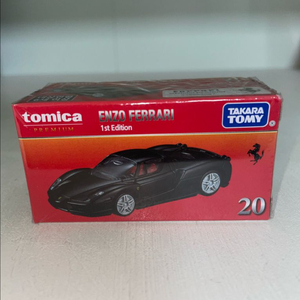 tomica
PREMIUM
ENZO FERRARI
1st Edition
TAKARA
TOMY
20